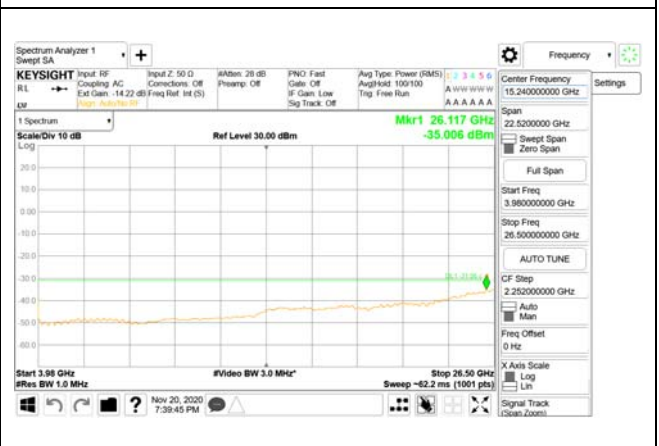 Spectrum Analyzer 1
Swept SA
Frequency
KEYSIGHT
Input: RF
Input Z: 50 Ω
#Atten: 28 dB
PNO: Fast
Avg Type: Power (RMS)
1 2 3 4 5 6
RL
Coupling: AC
Corrections: Off
Preamp: Off
Gate: Off
Avg|Hold: 100/100
A W W W W W
Ext Gain: -14.22 dB
Freq Ref: Int (S)
IF Gain: Low
Trig: Free Run
Align: Auto/No RF
Sig Track: Off
A A A A A A
Center Frequency
15.240000000 GHz
Settings
Span
22.5200000 GHz
Swept Span
Zero Span
Full Span
Start Freq
3.980000000 GHz
Stop Freq
26.500000000 GHz
AUTO TUNE
CF Step
2.252000000 GHz
Auto
Man
Freq Offset
0 Hz
X Axis Scale
Log
Lin
Signal Track
(Span Zoom)
1 Spectrum
Mkr1 26.117 GHz
Scale/Div 10 dB
Ref Level 30.00 dBm
-35.006 dBm
Log
20.0
10.0
0.00
-10.0
-20.0
-30.0
-40.0
-50.0
-60.0
Start 3.98 GHz
#Video BW 3.0 MHz*
Stop 26.50 GHz
#Res BW 1.0 MHz
Sweep ~62.2 ms (1001 pts)
?
Nov 20, 2020
7:39:45 PM